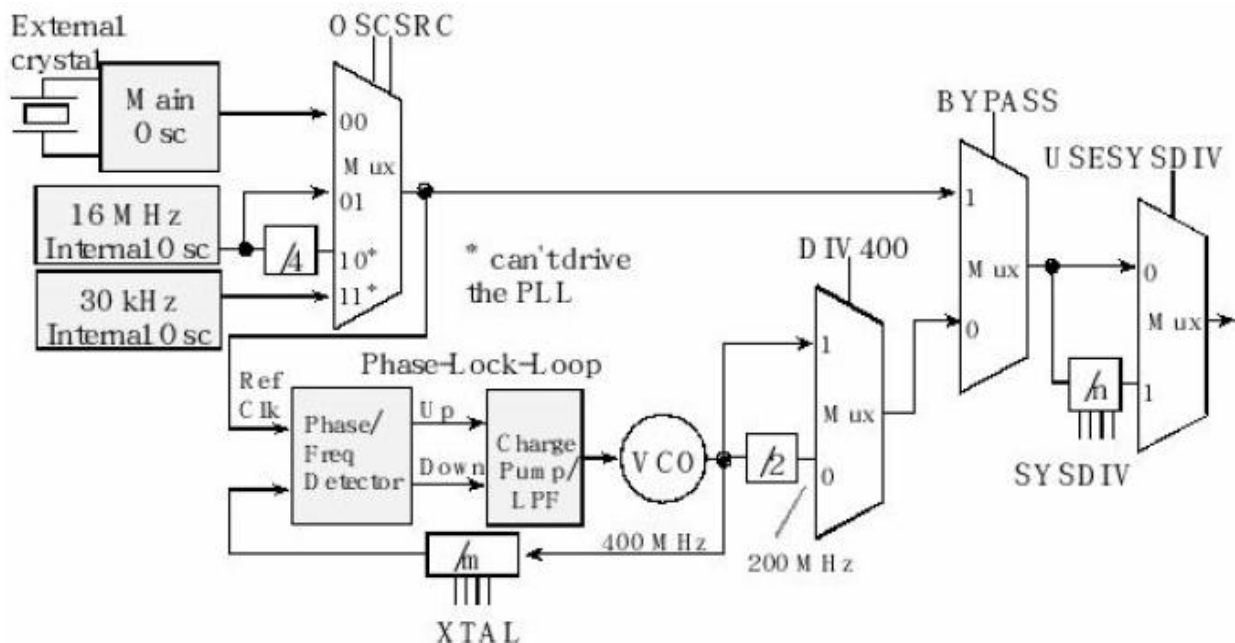 External
crystal
Main
Osc
OSCSRC
00
Mux
01
10*
11*
16 MHz
Internal Osc
/4
30 kHz
Internal Osc
* can't drive
the PLL
BYPASS
1
Mux
0
USESYSDIV
0
Mux
1
/n
SYSDIV
DIV400
1
Mux
0
Phase-Lock-Loop
Ref
Clk
Phase/
Freq
Detector
Up
Down
Charge
Pump/
LPF
VCO
/2
200 MHz
400 MHz
/m
XTAL